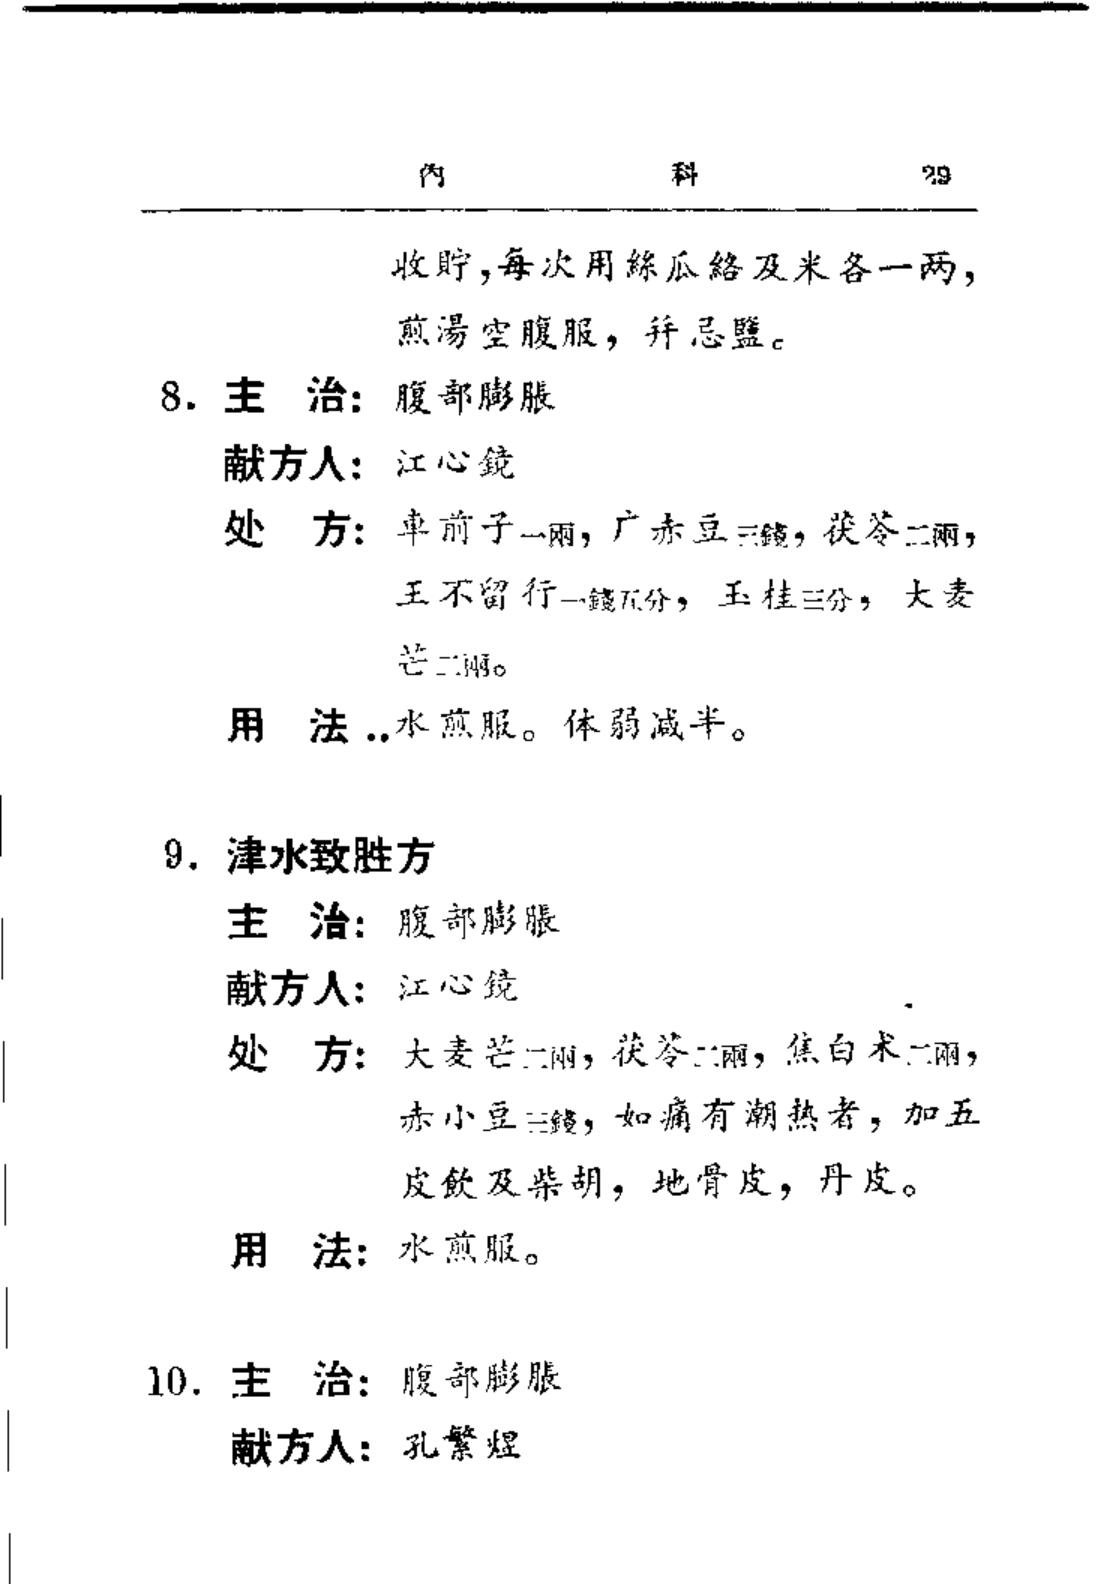 內 科 29
收貯，每次用絲瓜絡及米各一两，
煎湯空腹服，幷忌鹽。
8. 主 治：腹部膨脹
献方人：江心鏡
处 方：車前子一兩，广赤豆三錢，茯苓二兩，
王不留行一錢五分，玉桂三分，大麦
芒二兩。
用 法..水煎服。体弱减半。
9. 津水致胜方
主 治：腹部膨脹
献方人：江心鏡
处 方：大麦芒二兩，茯苓二兩，焦白术二兩，
赤小豆三錢，如痛有潮热者，加五
皮飲及柴胡，地骨皮，丹皮。
用 法：水煎服。
10. 主 治：腹部膨脹
献方人：孔繁煜